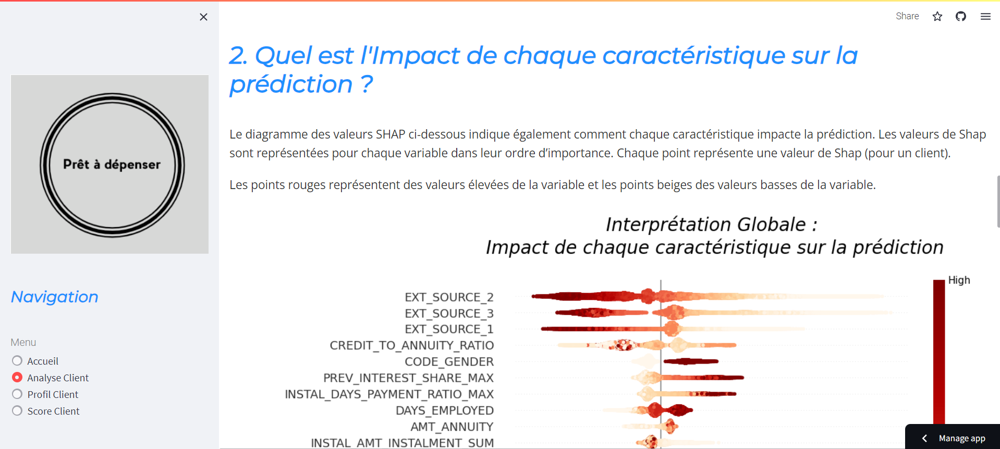 Share
2. Quel est l'Impact de chaque caractéristique sur la
prédiction ?
Prêt à dépenser
Le diagramme des valeurs SHAP ci-dessous indique également comment chaque caractéristique impacte la prédiction. Les valeurs de Shap
sont représentées pour chaque variable dans leur ordre d’importance. Chaque point représente une valeur de Shap (pour un client).
Les points rouges représentent des valeurs élevées de la variable et les points beiges des valeurs basses de la variable.
Navigation
Menu
Accueil
Analyse Client
Profil Client
Score Client
Interprétation Globale :
Impact de chaque caractéristique sur la prédiction
High
EXT_SOURCE_2
EXT_SOURCE_3
EXT_SOURCE_1
CREDIT_TO_ANNUITY_RATIO
CODE_GENDER
PREV_INTEREST_SHARE_MAX
INSTAL_DAYS_PAYMENT_RATIO_MAX
DAYS_EMPLOYED
AMT_ANNUITY
INSTAL_AMT_INSTALMENT_SUM
Manage app